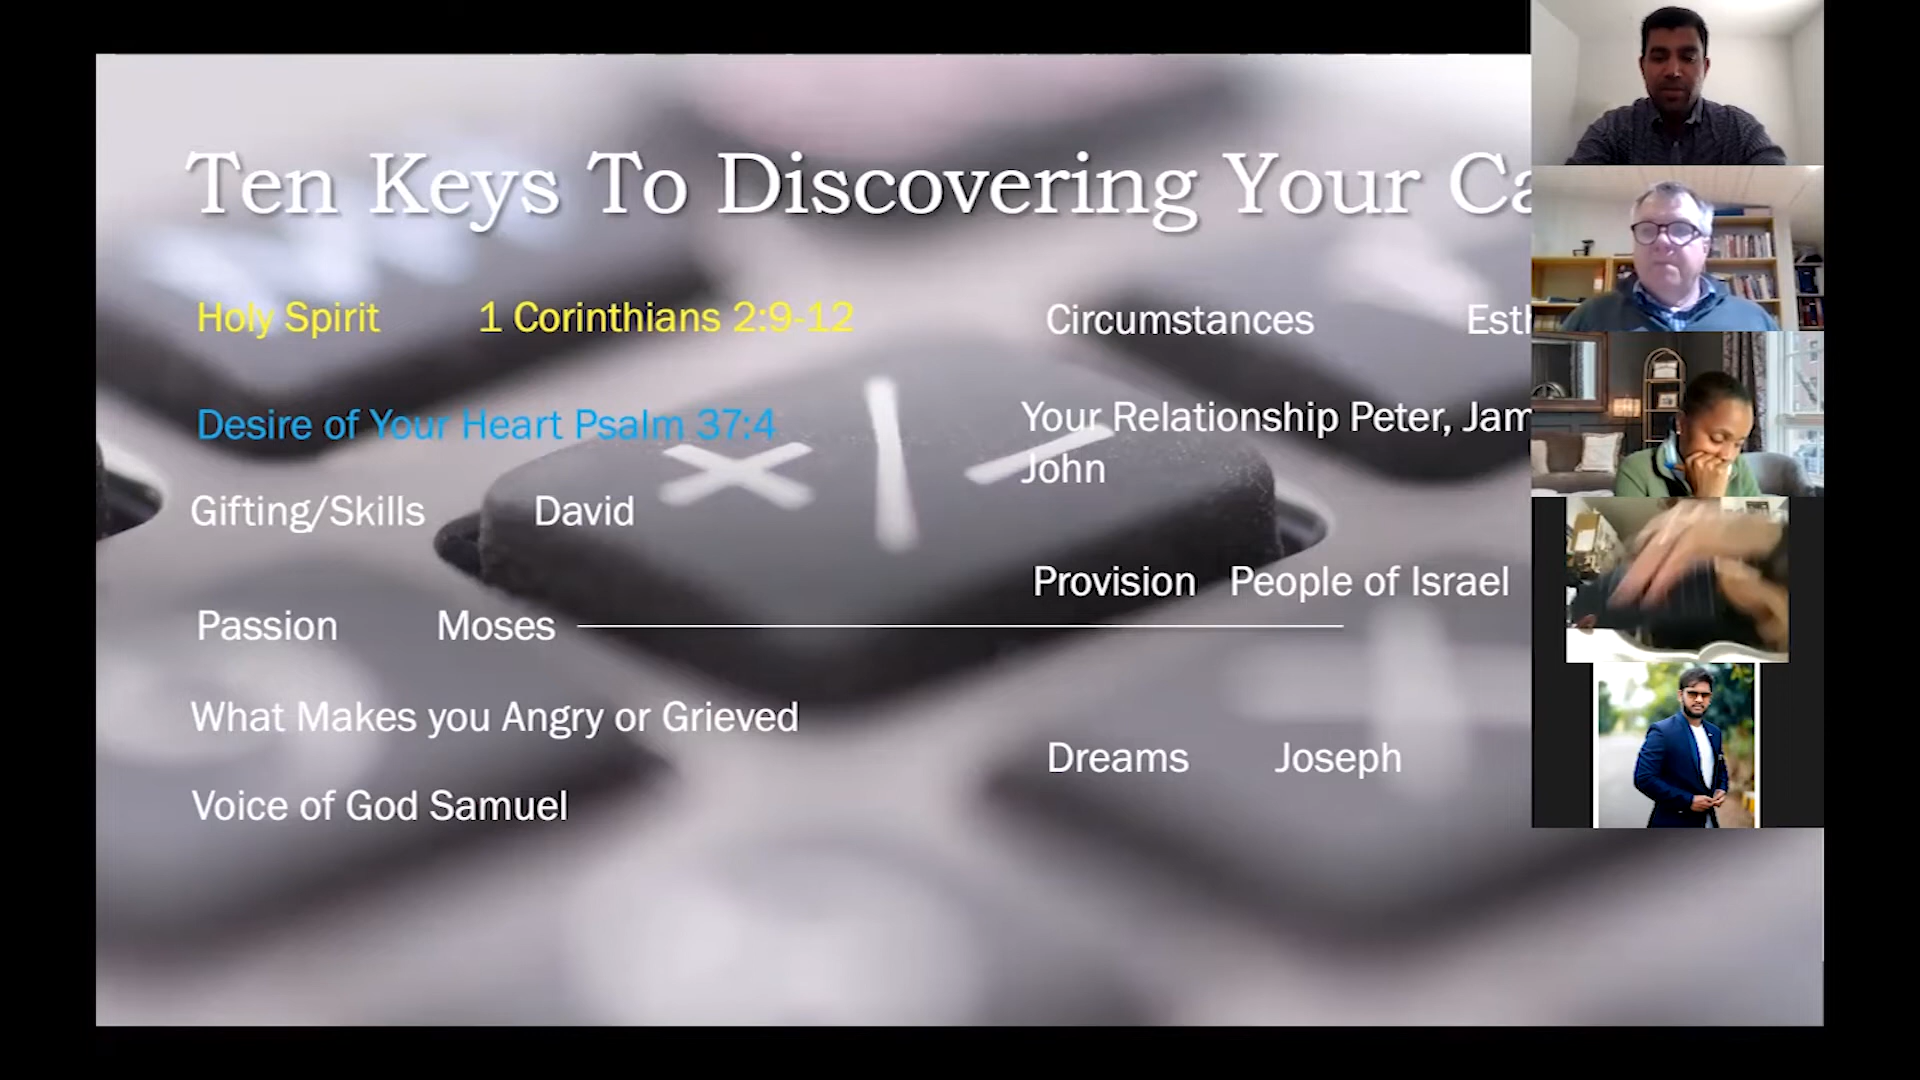 Ten Keys To Discovering Your Ca
Holy Spirit 1 Corinthians 2:9-12
Desire of Your Heart Psalm 37:4
Gifting/Skills David
Passion Moses
What Makes you Angry or Grieved
Voice of God Samuel
Circumstances Esth
Your Relationship Peter, Jam
John
Provision People of Israel
Dreams Joseph